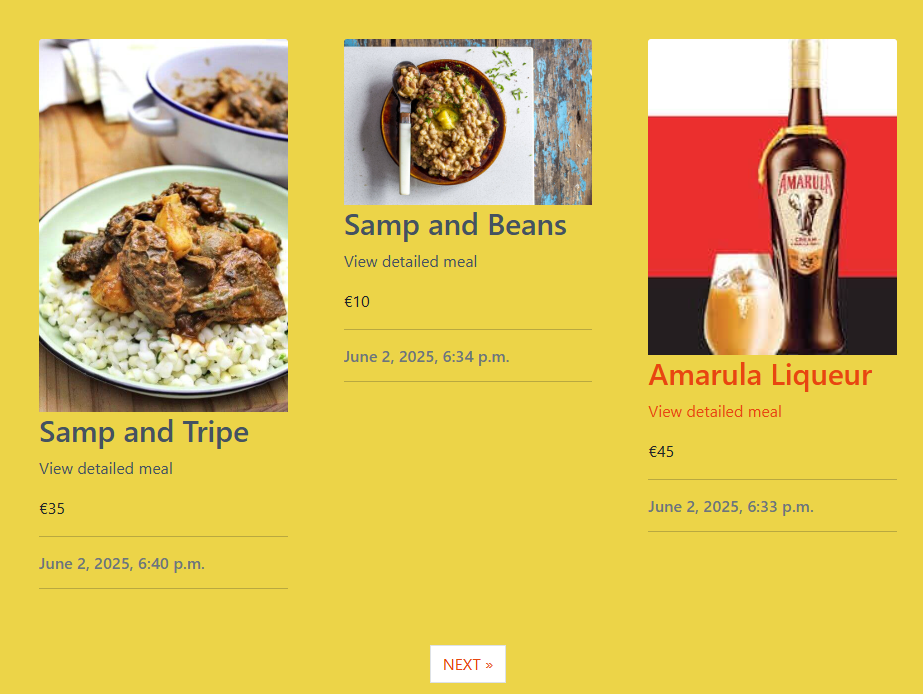 Samp and Tripe
View detailed meal
€35
June 2, 2025, 6:40 p.m.
Samp and Beans
View detailed meal
€10
June 2, 2025, 6:34 p.m.
AMARULA
CREAM
Amarula Liqueur
View detailed meal
€45
June 2, 2025, 6:33 p.m.
NEXT »